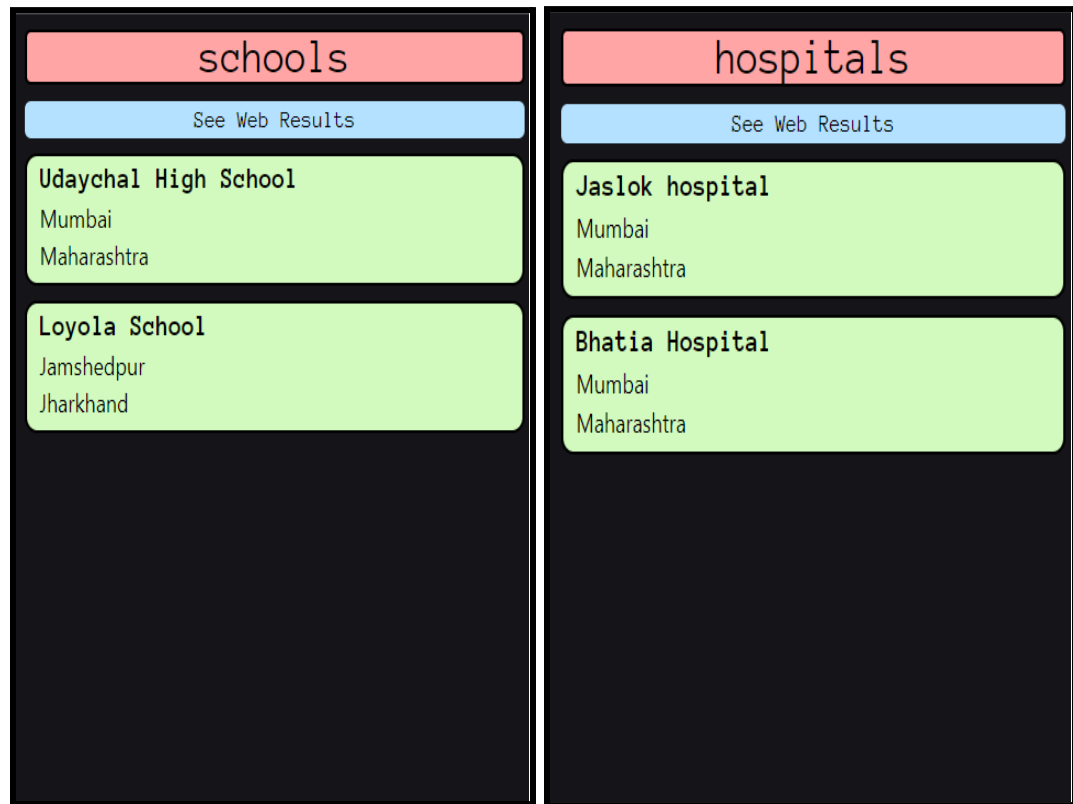 schools
See Web Results
Udaychal High School
Mumbai
Maharashtra
Loyola School
Jamshedpur
Jharkhand
hospitals
See Web Results
Jaslok hospital
Mumbai
Maharashtra
Bhatia Hospital
Mumbai
Maharashtra